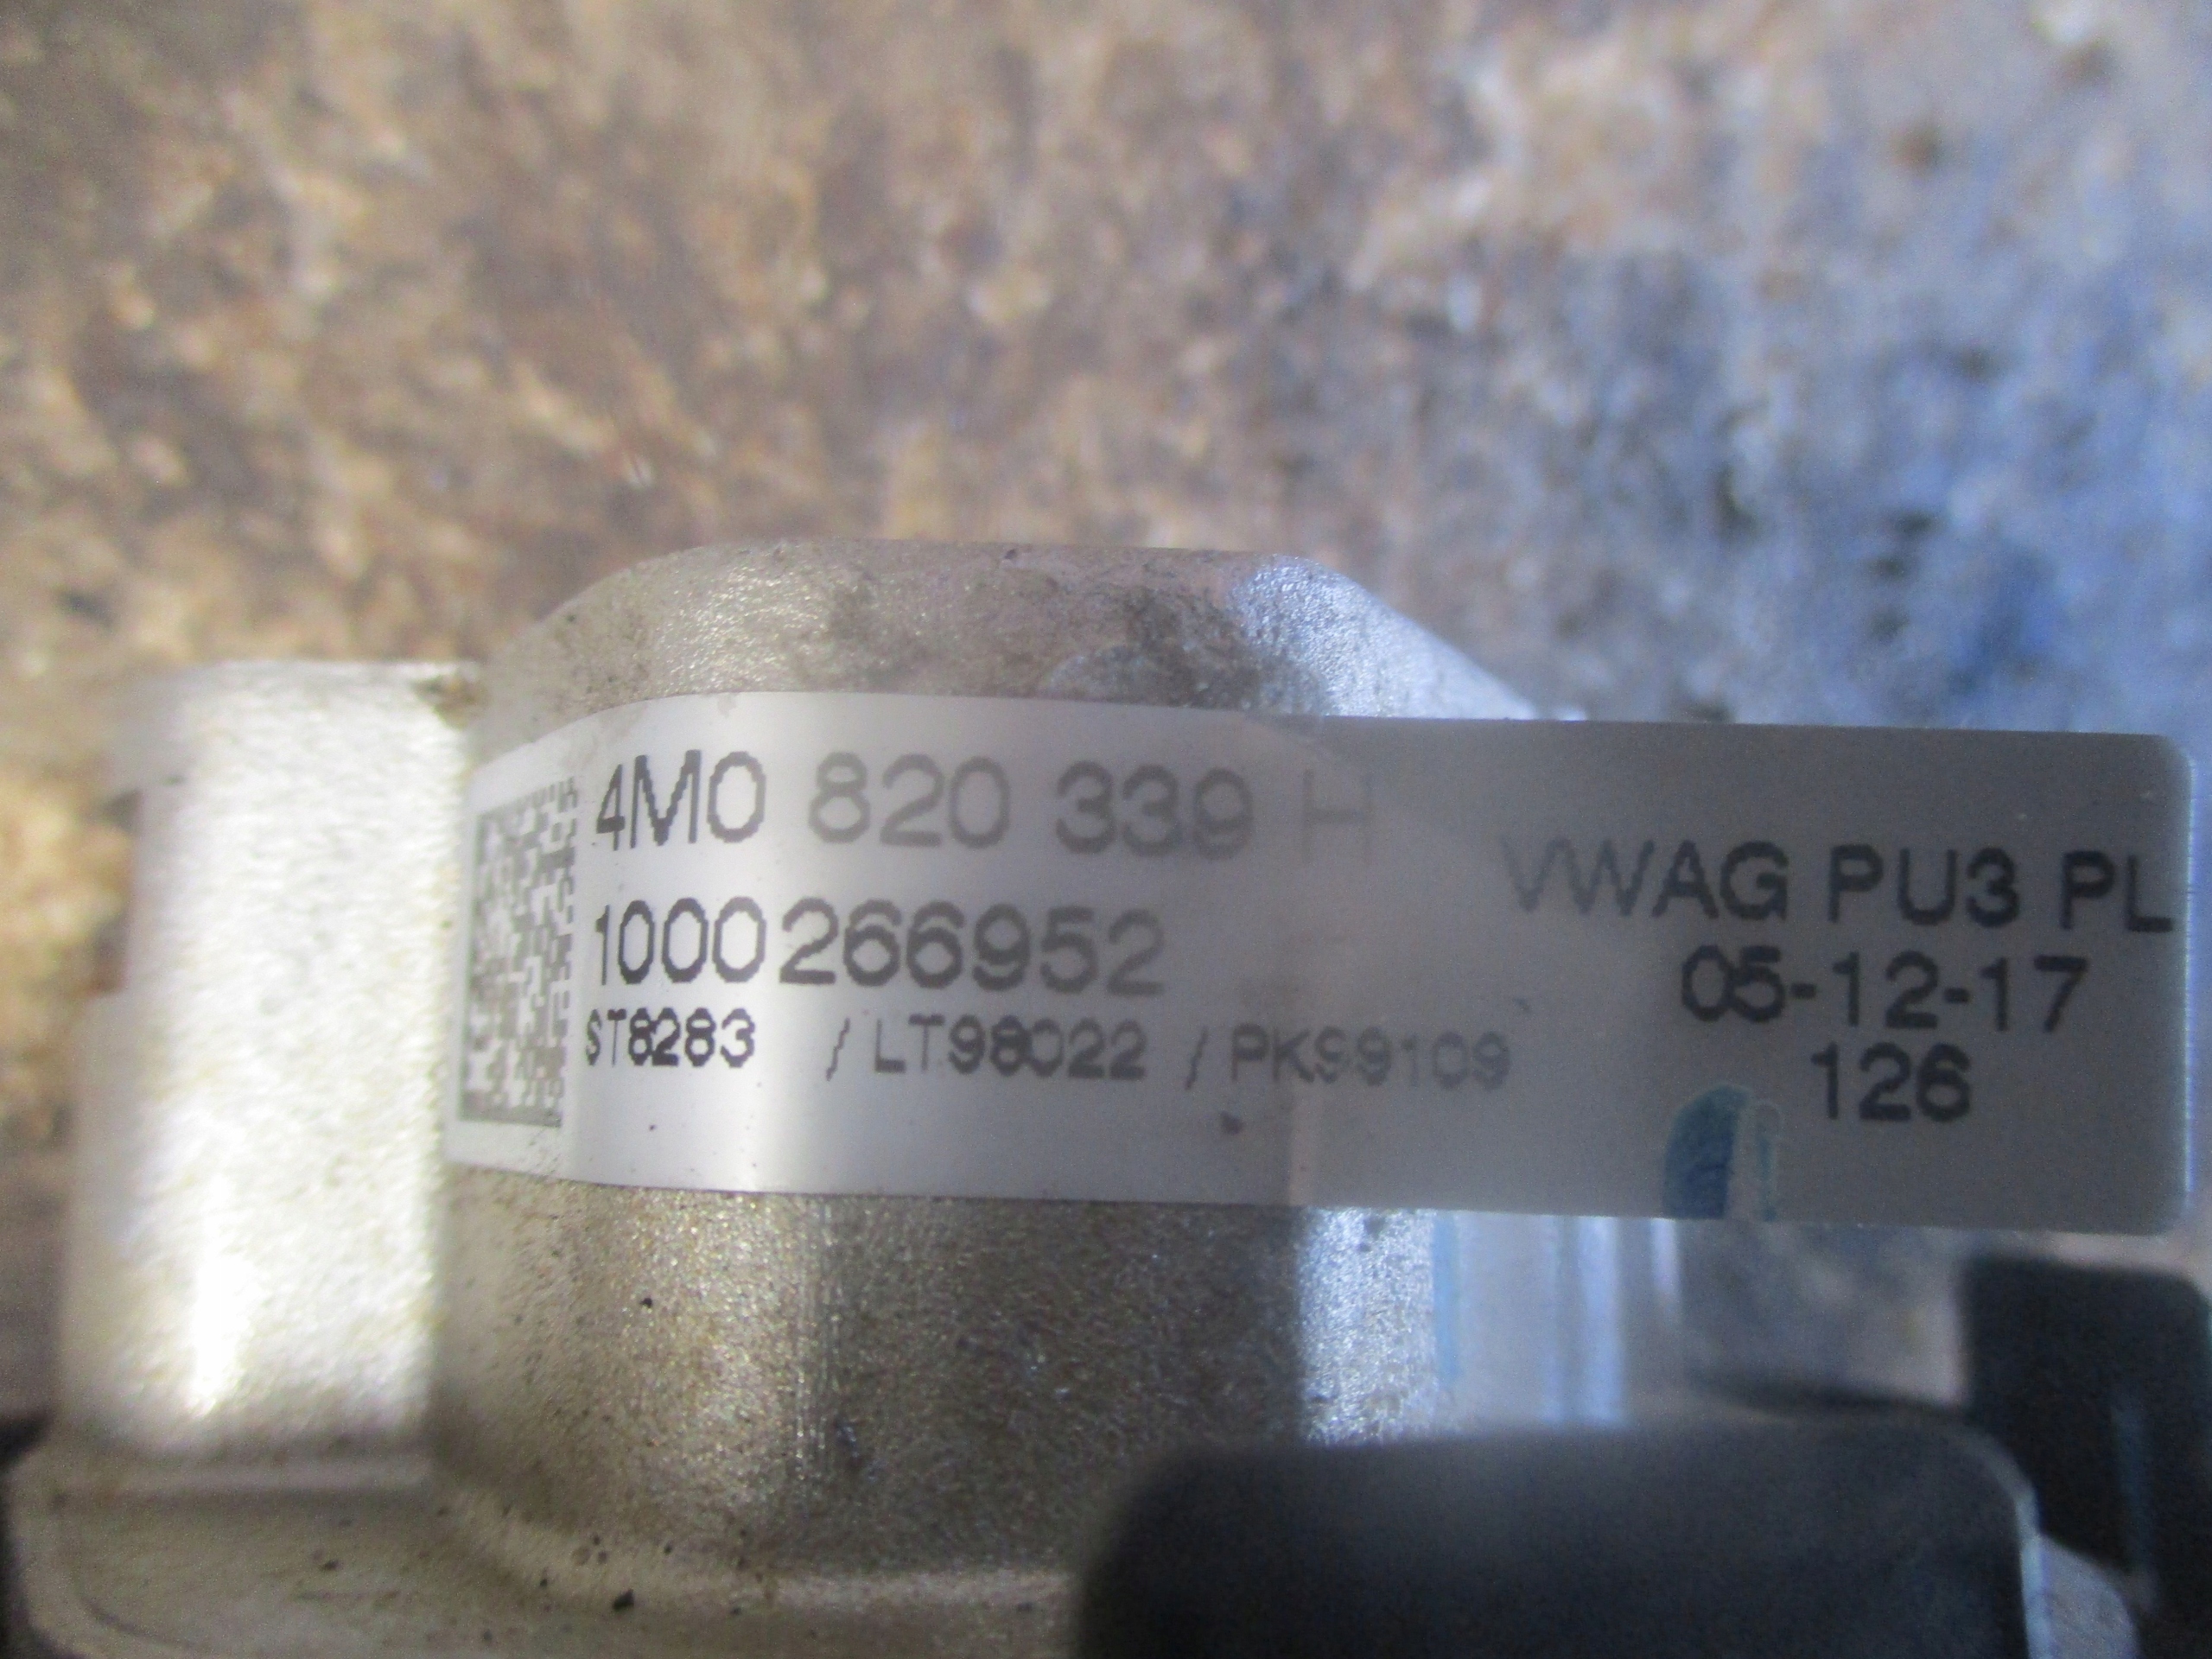 4M0 820 339 H
1000266952
ST8283 / LT98022 / PK99109
VWAG PU3 PL
05-12-17
126